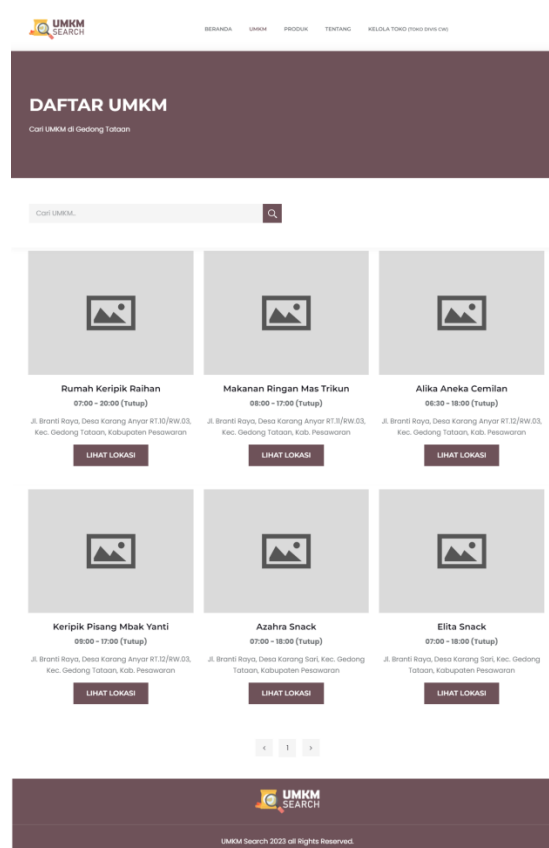 UMKM
SEARCH
BERANDA UMKM PRODUK TENTANG KELOLA TOKO (TOKO DIVIS CW)
DAFTAR UMKM
Cari UMKM di Gedong Tataan
Cari UMKM..
Rumah Keripik Raihan
07:00 - 20:00 (Tutup)
Jl. Branti Raya, Desa Karang Anyar RT.10/RW.03,
Kec. Gedong Tataan, Kabupaten Pesawaran
LIHAT LOKASI
Makanan Ringan Mas Trikun
08:00 - 17:00 (Tutup)
Jl. Branti Raya, Desa Karang Anyar RT.11/RW.03,
Kec. Gedong Tataan, Kab. Pesawaran
LIHAT LOKASI
Alika Aneka Cemilan
06:30 - 18:00 (Tutup)
Jl. Branti Raya, Desa Karang Anyar RT.12/RW.03,
Kec. Gedong Tataan, Kab. Pesawaran
LIHAT LOKASI
Keripik Pisang Mbak Yanti
09:00 - 17:00 (Tutup)
Jl. Branti Raya, Desa Karang Anyar RT.12/RW.03,
Kec. Gedong Tataan, Kab. Pesawaran
LIHAT LOKASI
Azahra Snack
07:00 - 18:00 (Tutup)
Jl. Branti Raya, Desa Karang Sari, Kec. Gedong
Tataan, Kabupaten Pesawaran
LIHAT LOKASI
Elita Snack
07:00 - 18:00 (Tutup)
Jl. Branti Raya, Desa Karang Sari, Kec. Gedong
Tataan, Kabupaten Pesawaran
LIHAT LOKASI
< 1 >
UMKM
SEARCH
UMKM Search 2023 all Rights Reserved.